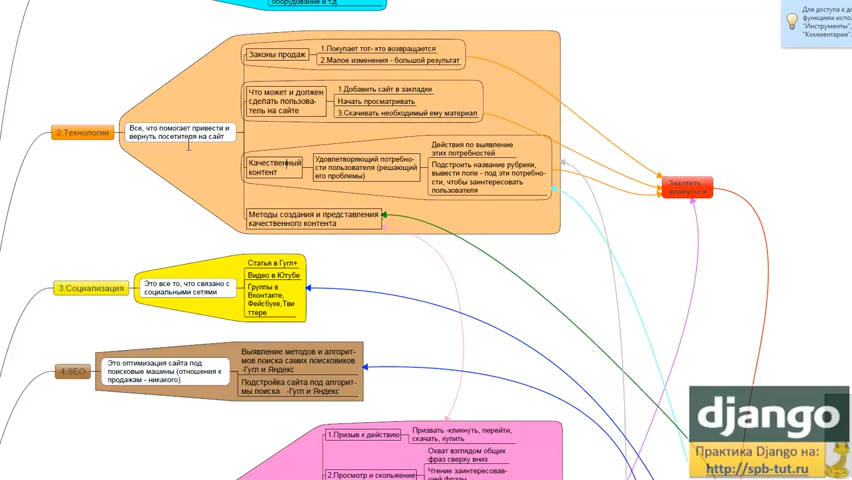 оборудование и т.д
Для доступа к до
функциям испо
"Инструменты",
"Комментарии".
2.Технологии
Все, что помогает привести и
вернуть посетителя на сайт
Законы продаж
1.Покупает тот- кто возвращается
2.Малое изменения - большой результат
Что может и должен
сделать пользова-
тель на сайте
1.Добавить сайт в закладки
Начать просматривать
3.Скачивать необходимый ему материал
Качественный
контент
Удовлетворяющий потребно-
сти пользователя (решающий
его проблемы)
Действия по выявление
этих потребностей
Подстроить название рубрики,
вывести поле - под эти потребно-
сти, чтобы заинтересовать
пользователя
Методы создания и представления
качественного контента
Захотеть
вернуться
3.Социализация
Это все то, что связано с
социальными сетями
Статья в Гугл+
Видео в Ютубе
Группы в
Вконтакте,
Фейсбуке,Тви
ттере
4.SEO
Это оптимизация сайта под
поисковые машины (отношения к
продажам - никакого)
Выявление методов и алгорит-
мов поиска самих поисковиков
-Гугл и Яндекс
Подстройка сайта под алгорит-
мы поиска -Гугл и Яндекс
1.Призыв к действию
Призвать -кликнуть, перейти,
скачать, купить
2.Просмотр и скольжение
Охват взглядом общих
фраз сверху вниз
Чтение заинтересовав-
шей фразы
django
Практика Django на:
http://spb-tut.ru